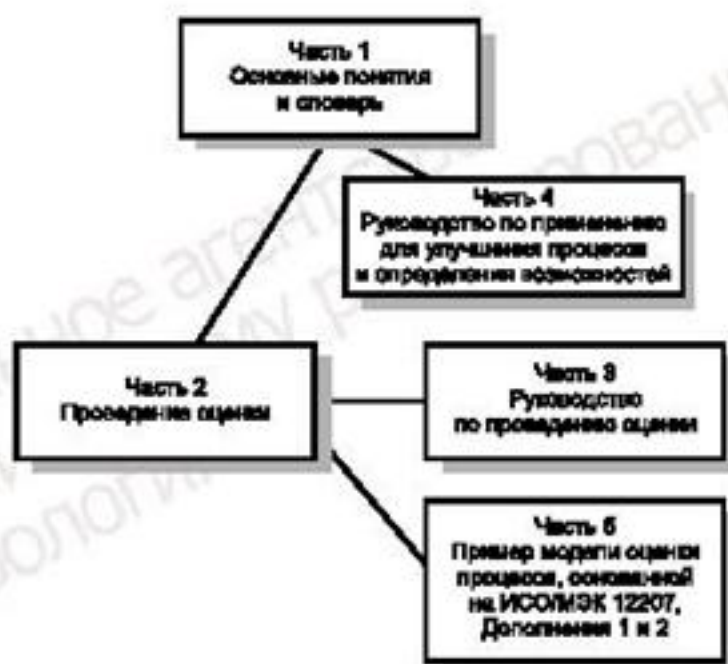 Часть 1
Основные понятия
и словарь
Часть 4
Руководство по применению
для улучшения процесса
и определения возможностей
Часть 2
Проведение оценки
Часть 3
Руководство
по проведению оценки
Часть 5
Пример модели оценки
процесса, основанной
на ИСО/МЭК 12207,
Дополнения 1 и 2